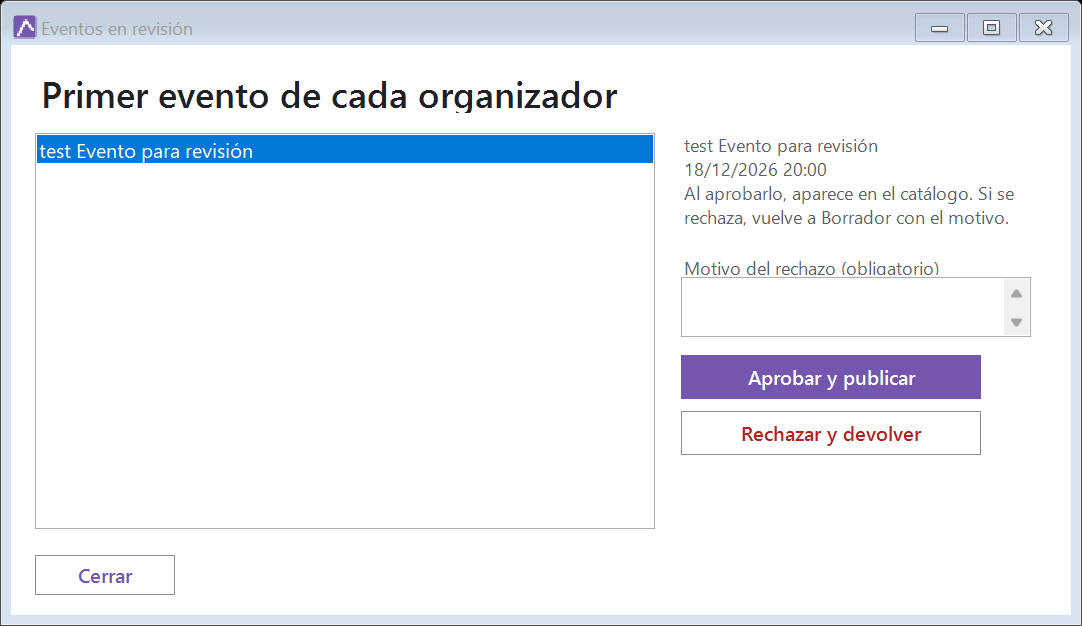 Eventos en revisión
Primer evento de cada organizador
test Evento para revisión
test Evento para revisión
18/12/2026 20:00
Al aprobarlo, aparece en el catálogo. Si se
rechaza, vuelve a Borrador con el motivo.
Motivo del rechazo (obligatorio)
Aprobar y publicar
Rechazar y devolver
Cerrar